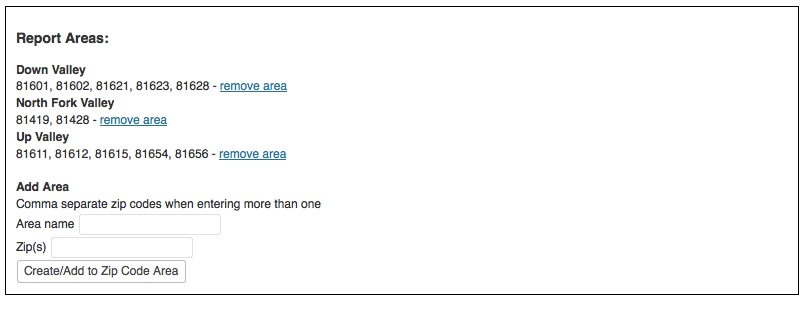 Report Areas:
Down Valley
81601, 81602, 81621, 81623, 81628 - remove area
North Fork Valley
81419, 81428 - remove area
Up Valley
81611, 81612, 81615, 81654, 81656 - remove area
Add Area
Comma separate zip codes when entering more than one
Area name
Zip(s)
Create/Add to Zip Code Area